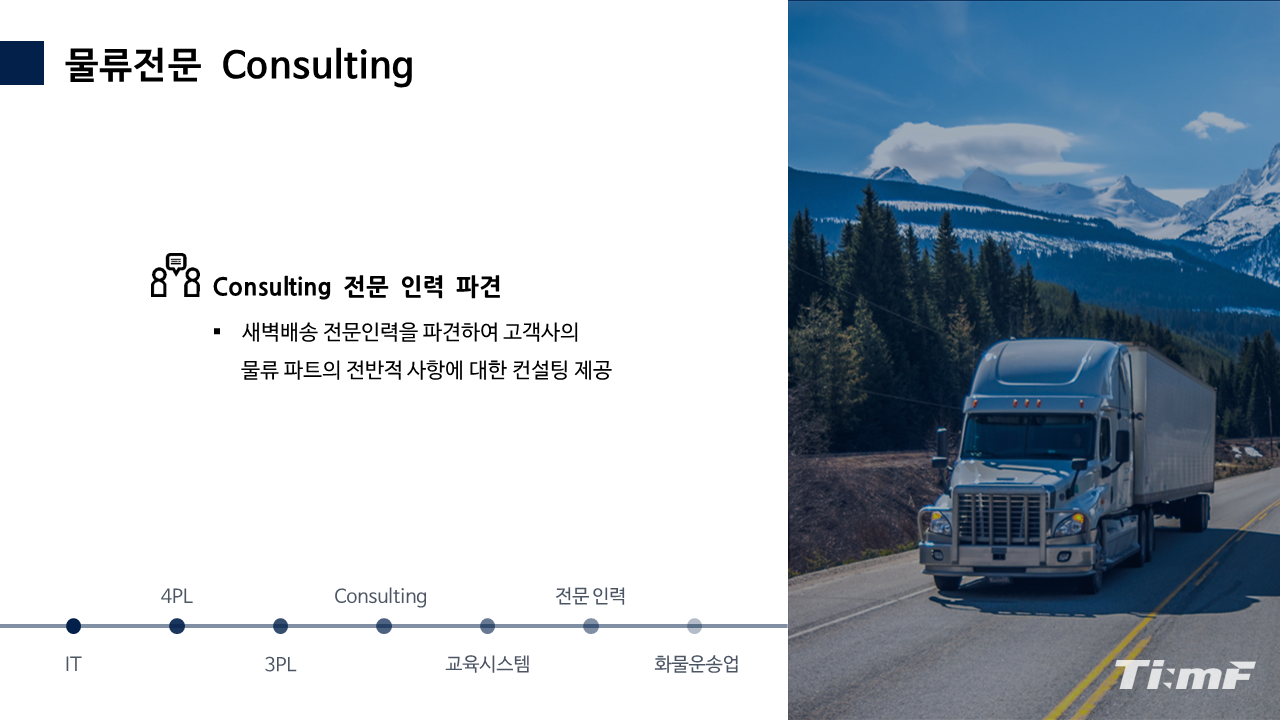 물류전문 Consulting
Consulting 전문 인력 파견
▪ 새벽배송 전문인력을 파견하여 고객사의
물류 파트의 전반적 사항에 대한 컨설팅 제공
4PL Consulting 전문 인력
IT 3PL 교육시스템 화물운송업
Ti:mF